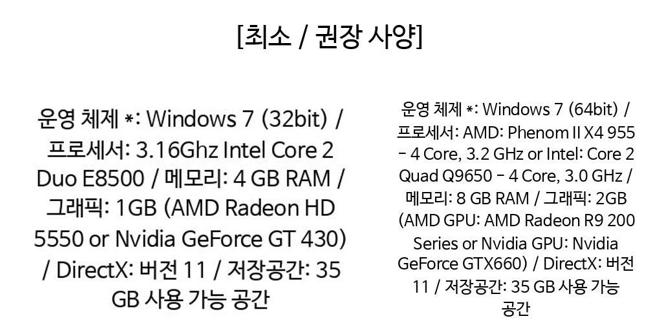 [최소 / 권장 사양]
운영 체제 *: Windows 7 (32bit) /
프로세서: 3.16Ghz Intel Core 2
Duo E8500 / 메모리: 4 GB RAM /
그래픽: 1GB (AMD Radeon HD
5550 or Nvidia GeForce GT 430)
/ DirectX: 버전 11 / 저장공간: 35
GB 사용 가능 공간
운영 체제 *: Windows 7 (64bit) /
프로세서: AMD: Phenom II X4 955
– 4 Core, 3.2 GHz or Intel: Core 2
Quad Q9650 – 4 Core, 3.0 GHz /
메모리: 8 GB RAM / 그래픽: 2GB
(AMD GPU: AMD Radeon R9 200
Series or Nvidia GPU: Nvidia
GeForce GTX660) / DirectX: 버전
11 / 저장공간: 35 GB 사용 가능
공간